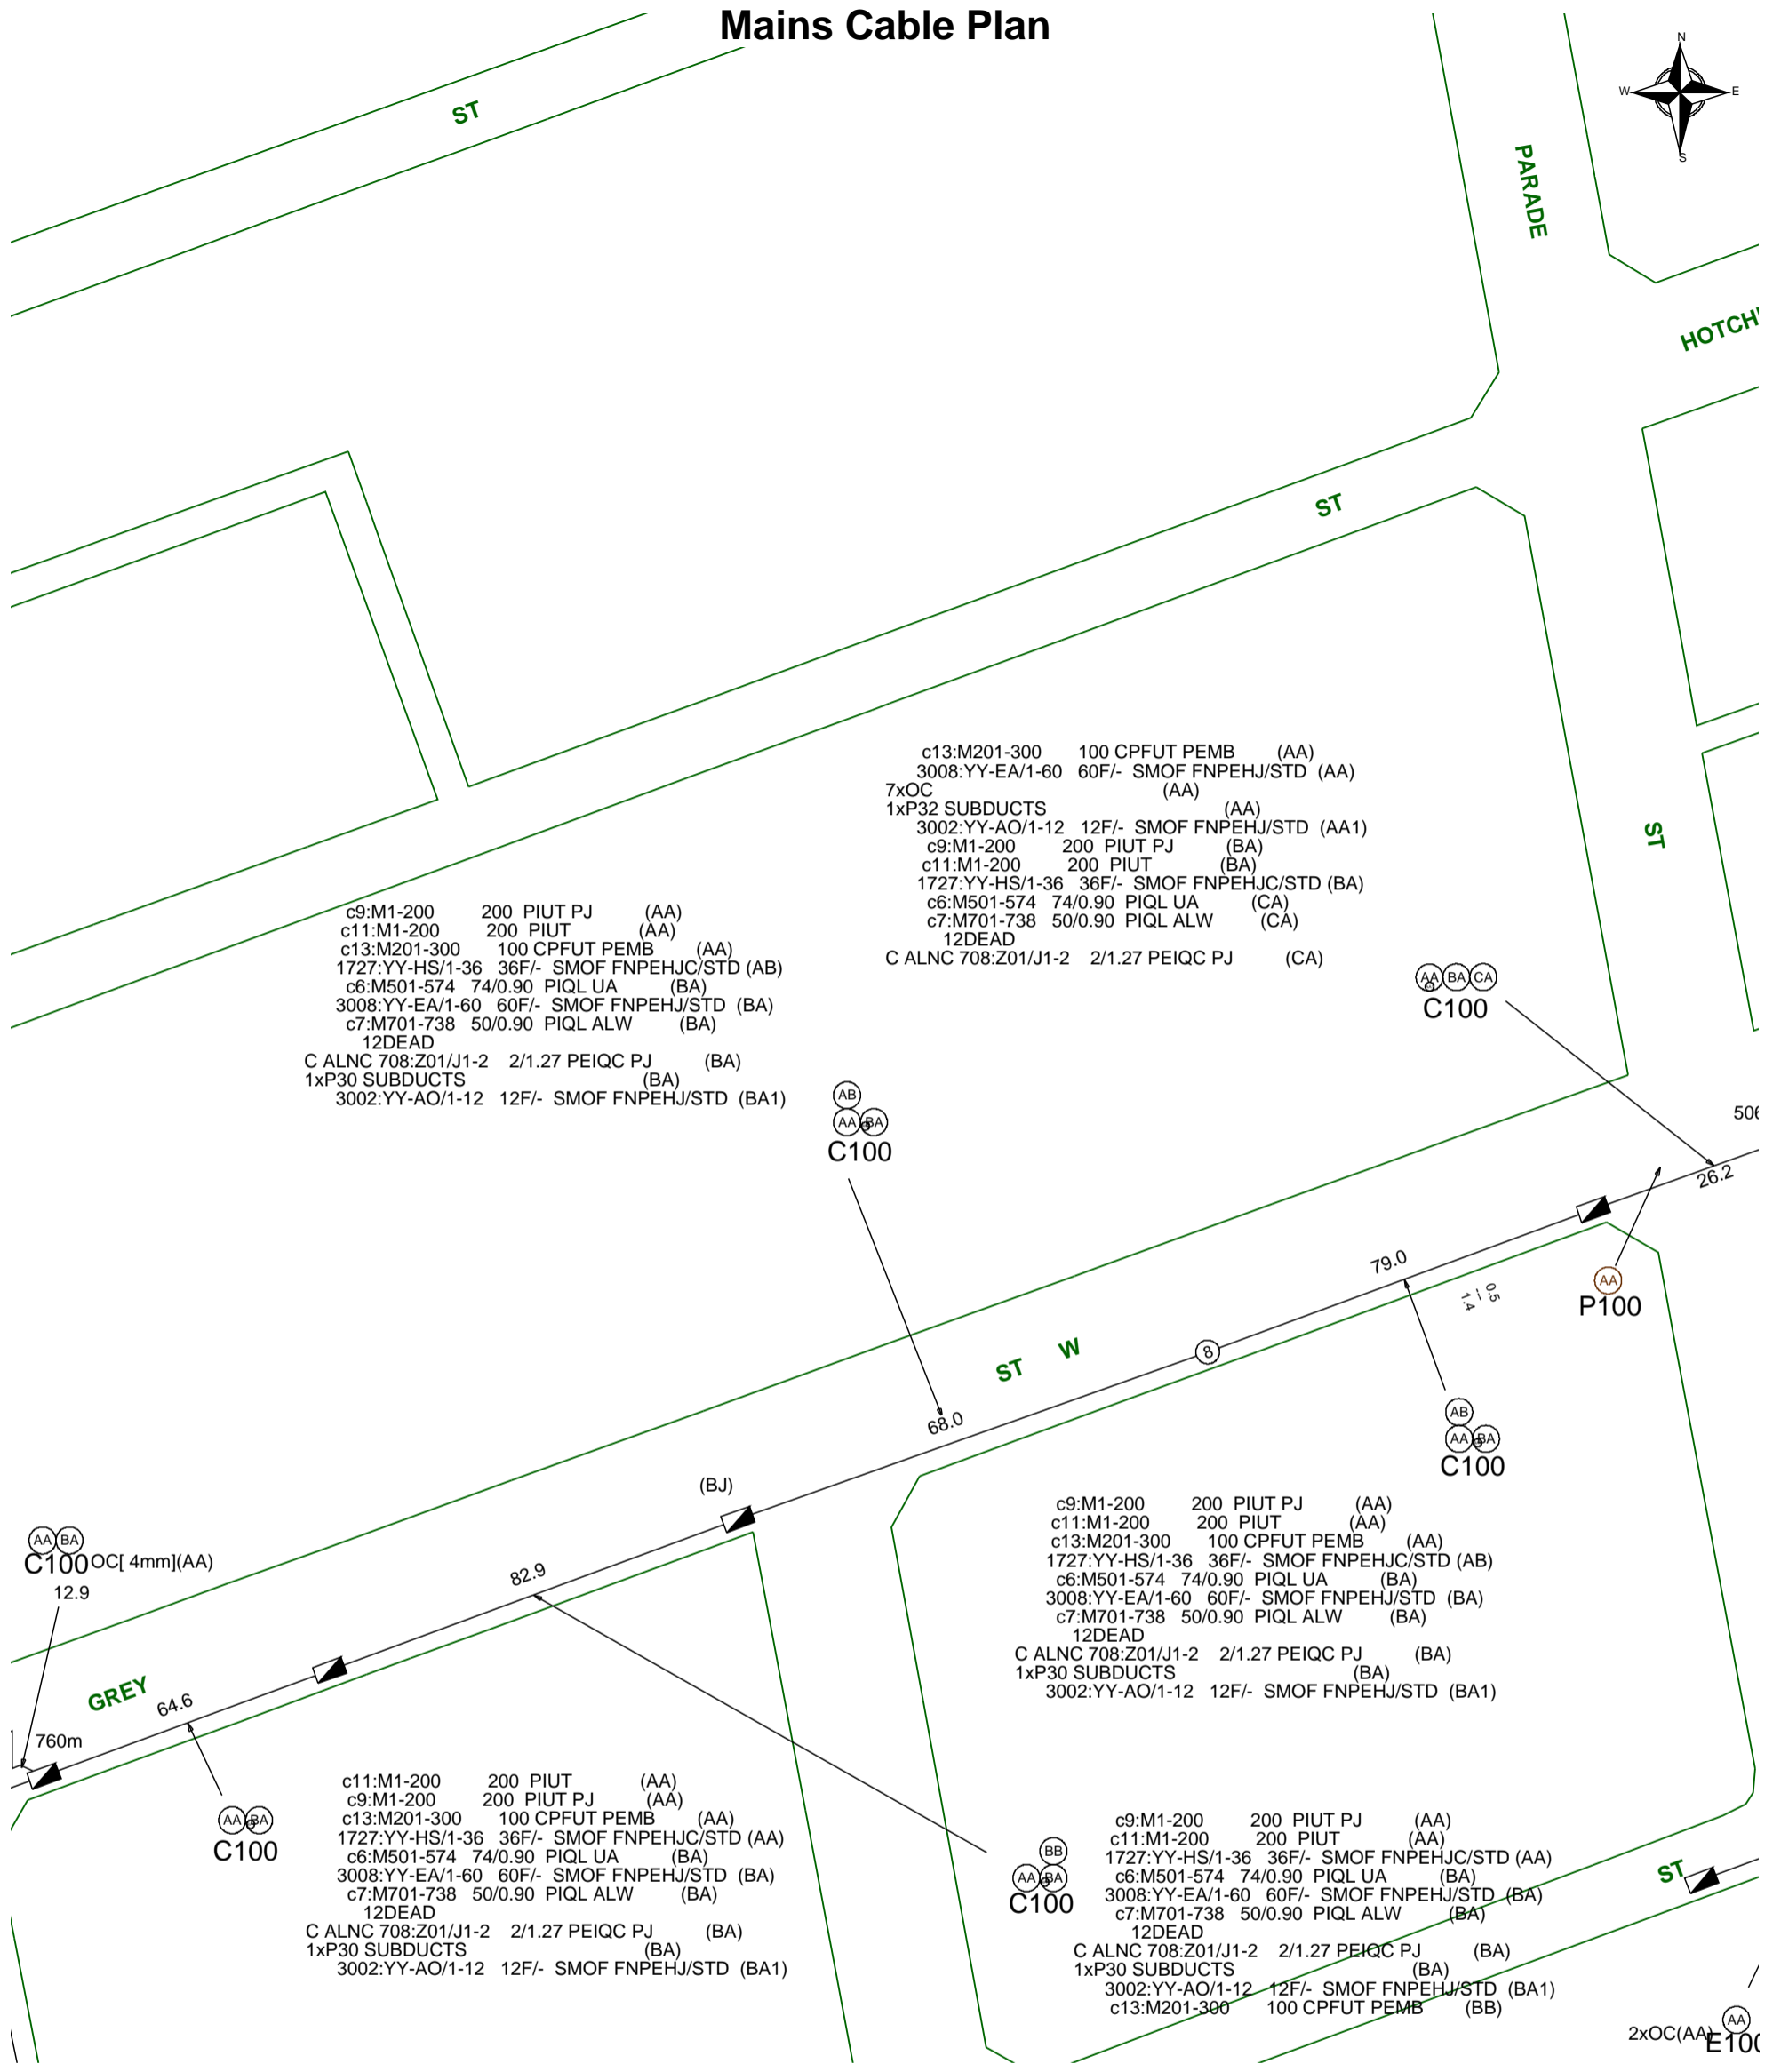 Mains Cable Plan
N
W
E
S
ST
PARADE
ST
ST
c13:M201-300 100 CPFUT PEMB (AA)
3008:YY-EA/1-60 60F/- SMOF FNPEHJ/STD (AA)
7xOC (AA)
1xP32 SUBDUCTS (AA)
3002:YY-AO/1-12 12F/- SMOF FNPEHJ/STD (AA1)
c9:M1-200 200 PIUT PJ (BA)
c11:M1-200 200 PIUT (BA)
1727:YY-HS/1-36 36F/- SMOF FNPEHJC/STD (BA)
c6:M501-574 74/0.90 PIQL UA (CA)
c7:M701-738 50/0.90 PIQL ALW (CA)
12DEAD
C ALNC 708:Z01/J1-2 2/1.27 PEIQC PJ (CA)
c9:M1-200 200 PIUT PJ (AA)
c11:M1-200 200 PIUT (AA)
c13:M201-300 100 CPFUT PEMB (AA)
1727:YY-HS/1-36 36F/- SMOF FNPEHJC/STD (AB)
c6:M501-574 74/0.90 PIQL UA (BA)
3008:YY-EA/1-60 60F/- SMOF FNPEHJ/STD (BA)
c7:M701-738 50/0.90 PIQL ALW (BA)
12DEAD
C ALNC 708:Z01/J1-2 2/1.27 PEIQC PJ (BA)
1xP30 SUBDUCTS (BA)
3002:YY-AO/1-12 12F/- SMOF FNPEHJ/STD (BA1)
AA BA CA
C100
AB
AA BA
C100
26.2
AA
P100
79.0
0.5
1.4
8
ST W
68.0
AB
AA BA
C100
(BJ)
82.9
AA BA
C100 OC[ 4mm](AA)
12.9
GREY
64.6
760m
AA BA
C100
c9:M1-200 200 PIUT PJ (AA)
c11:M1-200 200 PIUT (AA)
c13:M201-300 100 CPFUT PEMB (AA)
1727:YY-HS/1-36 36F/- SMOF FNPEHJC/STD (AB)
c6:M501-574 74/0.90 PIQL UA (BA)
3008:YY-EA/1-60 60F/- SMOF FNPEHJ/STD (BA)
c7:M701-738 50/0.90 PIQL ALW (BA)
12DEAD
C ALNC 708:Z01/J1-2 2/1.27 PEIQC PJ (BA)
1xP30 SUBDUCTS (BA)
3002:YY-AO/1-12 12F/- SMOF FNPEHJ/STD (BA1)
c11:M1-200 200 PIUT (AA)
c9:M1-200 200 PIUT PJ (AA)
c13:M201-300 100 CPFUT PEMB (AA)
1727:YY-HS/1-36 36F/- SMOF FNPEHJC/STD (AA)
c6:M501-574 74/0.90 PIQL UA (BA)
3008:YY-EA/1-60 60F/- SMOF FNPEHJ/STD (BA)
c7:M701-738 50/0.90 PIQL ALW (BA)
12DEAD
C ALNC 708:Z01/J1-2 2/1.27 PEIQC PJ (BA)
1xP30 SUBDUCTS (BA)
3002:YY-AO/1-12 12F/- SMOF FNPEHJ/STD (BA1)
BB
AA BA
C100
c9:M1-200 200 PIUT PJ (AA)
c11:M1-200 200 PIUT (AA)
1727:YY-HS/1-36 36F/- SMOF FNPEHJC/STD (AA)
c6:M501-574 74/0.90 PIQL UA (BA)
3008:YY-EA/1-60 60F/- SMOF FNPEHJ/STD (BA)
c7:M701-738 50/0.90 PIQL ALW (BA)
12DEAD
C ALNC 708:Z01/J1-2 2/1.27 PEIQC PJ (BA)
1xP30 SUBDUCTS (BA)
3002:YY-AO/1-12 12F/- SMOF FNPEHJ/STD (BA1)
c13:M201-300 100 CPFUT PEMB (BB)
ST
AA
2xOC(AA)